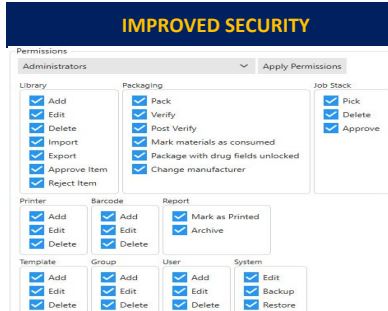 IMPROVED SECURITY
Permissions
Administrators
Apply Permissions
Library
Add
Edit
Delete
Import
Export
Approve Item
Reject Item
Packaging
Pack
Verify
Post Verify
Mark materials as consumed
Package with drug fields unlocked
Change manufacturer
Job Stack
Pick
Delete
Approve
Printer
Add
Edit
Delete
Barcode
Add
Edit
Delete
Report
Mark as Printed
Archive
Template
Add
Edit
Delete
Group
Add
Edit
Delete
User
Add
Edit
Delete
System
Edit
Backup
Restore